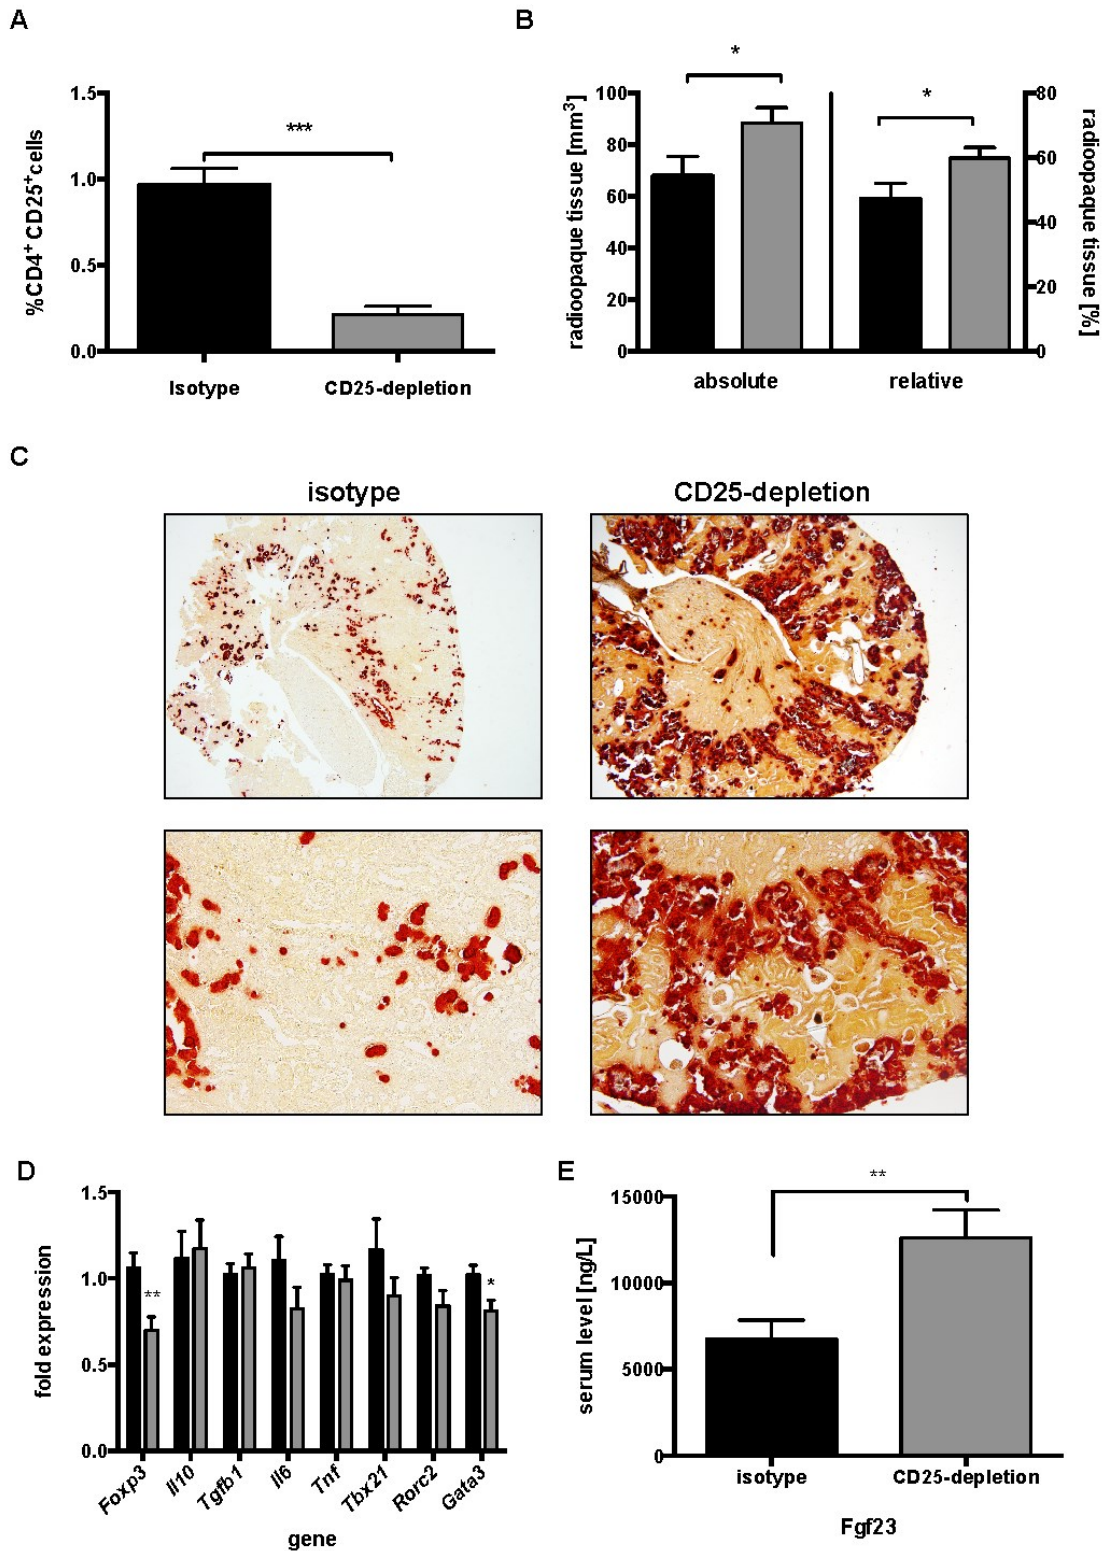 A
%CD4+ CD25+cells
1.5
1.0
0.5
0.0
***
Isotype
CD25-depletion
B
radioopaque tissue [mm3]
100
80
60
40
20
0
*
*
80
60
40
20
0
radioopaque tissue [%]
absolute
relative
C
isotype
CD25-depletion
D
fold expression
1.5
1.0
0.5
0.0
**
*
Foxp3
Il10
Tgfb1
Il6
Tnf
Tbx21
Rorc2
Gata3
gene
E
serum level [ng/L]
15000
10000
5000
0
**
isotype
CD25-depletion
Fgf23